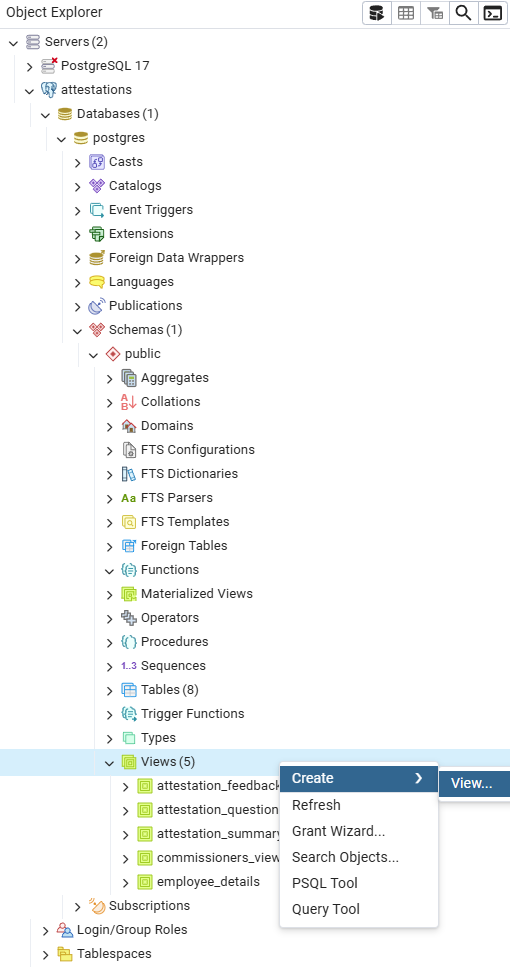 Object Explorer
Servers (2)
PostgreSQL 17
attestations
Databases (1)
postgres
Casts
Catalogs
Event Triggers
Extensions
Foreign Data Wrappers
Languages
Publications
Schemas (1)
public
Aggregates
Collations
Domains
FTS Configurations
FTS Dictionaries
Aa FTS Parsers
FTS Templates
Foreign Tables
Functions
Materialized Views
Operators
Procedures
1..3 Sequences
Tables (8)
Trigger Functions
Types
Views (5)
attestation_feedback
attestation_question
attestation_summary
commissioners_view
employee_details
Create
View...
Refresh
Grant Wizard...
Search Objects...
PSQL Tool
Query Tool
Subscriptions
Login/Group Roles
Tablespaces